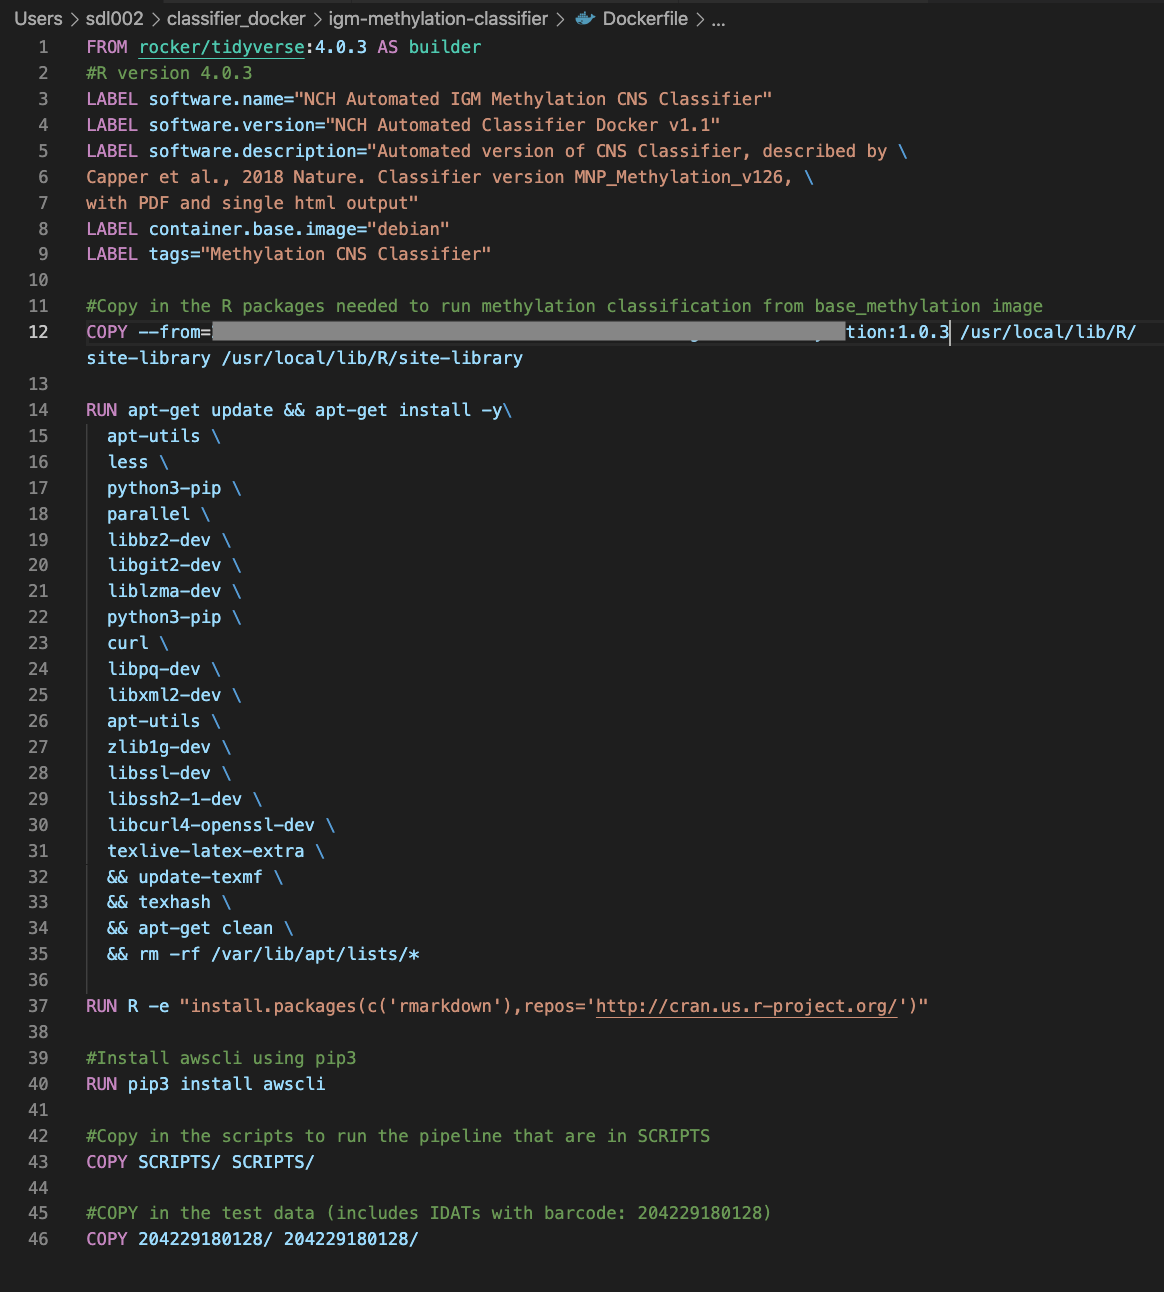 Users > sdl002 > classifier_docker > igm-methylation-classifier > Dockerfile > ...
1 FROM rocker/tidyverse:4.0.3 AS builder
2 #R version 4.0.3
3 LABEL software.name="NCH Automated IGM Methylation CNS Classifier"
4 LABEL software.version="NCH Automated Classifier Docker v1.1"
5 LABEL software.description="Automated version of CNS Classifier, described by \
6 Capper et al., 2018 Nature. Classifier version MNP_Methylation_v126, \
7 with PDF and single html output"
8 LABEL container.base.image="debian"
9 LABEL tags="Methylation CNS Classifier"
10
11 #Copy in the R packages needed to run methylation classification from base_methylation image
12 COPY --from= tion:1.0.3 /usr/local/lib/R/
site-library /usr/local/lib/R/site-library
13
14 RUN apt-get update && apt-get install -y\
15 apt-utils \
16 less \
17 python3-pip \
18 parallel \
19 libbz2-dev \
20 libgit2-dev \
21 liblzma-dev \
22 python3-pip \
23 curl \
24 libpq-dev \
25 libxml2-dev \
26 apt-utils \
27 zlib1g-dev \
28 libssl-dev \
29 libssh2-1-dev \
30 libcurl4-openssl-dev \
31 texlive-latex-extra \
32 && update-texmf \
33 && texhash \
34 && apt-get clean \
35 && rm -rf /var/lib/apt/lists/*
36
37 RUN R -e "install.packages(c('rmarkdown'),repos='http://cran.us.r-project.org/')"
38
39 #Install awscli using pip3
40 RUN pip3 install awscli
41
42 #Copy in the scripts to run the pipeline that are in SCRIPTS
43 COPY SCRIPTS/ SCRIPTS/
44
45 #COPY in the test data (includes IDATs with barcode: 204229180128)
46 COPY 204229180128/ 204229180128/